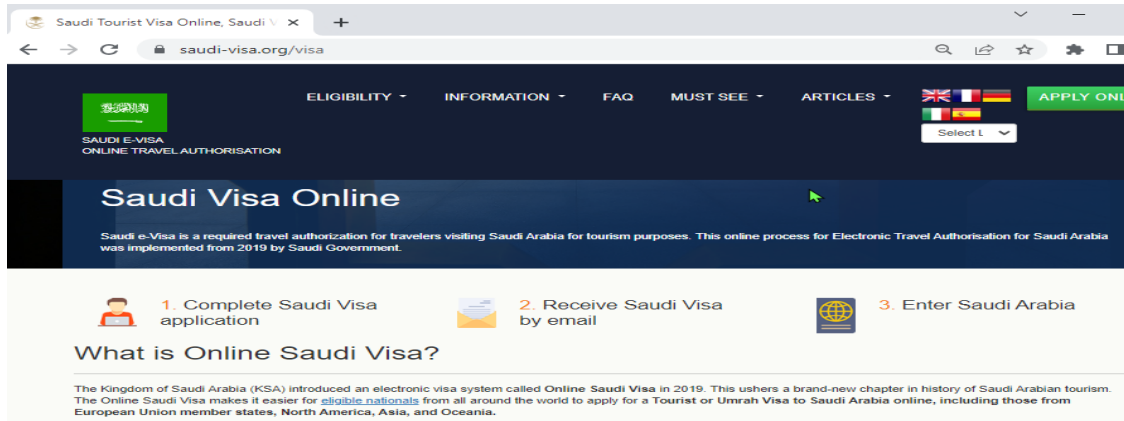 Saudi Tourist Visa Online, Saudi V
saudi-visa.org/visa
ELIGIBILITY INFORMATION FAQ MUST SEE ARTICLES APPLY ONL
Select L
SAUDI E-VISA
ONLINE TRAVEL AUTHORISATION
Saudi Visa Online
Saudi e-Visa is a required travel authorization for travelers visiting Saudi Arabia for tourism purposes. This online process for Electronic Travel Authorisation for Saudi Arabia
was implemented from 2019 by Saudi Government.
1. Complete Saudi Visa
application
2. Receive Saudi Visa
by email
3. Enter Saudi Arabia
What is Online Saudi Visa?
The Kingdom of Saudi Arabia (KSA) introduced an electronic visa system called Online Saudi Visa in 2019. This ushers a brand-new chapter in history of Saudi Arabian tourism.
The Online Saudi Visa makes it easier for eligible nationals from all around the world to apply for a Tourist or Umrah Visa to Saudi Arabia online, including those from
European Union member states, North America, Asia, and Oceania.